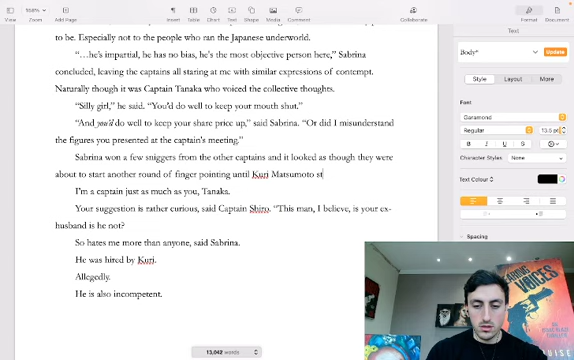 108%
View
Zoom
Add Page
Insert
Table
Chart
Text
Shape
Media
Comment
Collaborate
Format
Document
to be. Especially not to the people who ran the Japanese underworld.
“…he’s impartial, he has no bias, he’s the most objective person here,” Sabrina
concluded, leaving the captains all staring at me with similar expressions of contempt.
Naturally though it was Captain Tanaka who voiced the collective thoughts.
“Silly girl,” he said. “You’d do well to keep your mouth shut.”
“And you’d do well to keep your share price up,” said Sabrina. “Or did I misunderstand
the figures you presented at the captain’s meeting.”
Sabrina won a few sniggers from the other captains and it looked as though they were
about to start another round of finger pointing until Kuri Matsumoto st
I’m a captain just as much as you, Tanaka.
Your suggestion is rather curious, said Captain Shiro. “This man, I believe, is your ex-
husband is he not?
So hates me more than anyone, said Sabrina.
He was hired by Kuri.
Allegedly.
He is also incompetent.
13,042 words
Text
Body*
Update
Style
Layout
More
Font
Garamond
Regular
13.5 pt
B
I
U
S
Character Styles
None
Text Colour
Spacing
VOICES